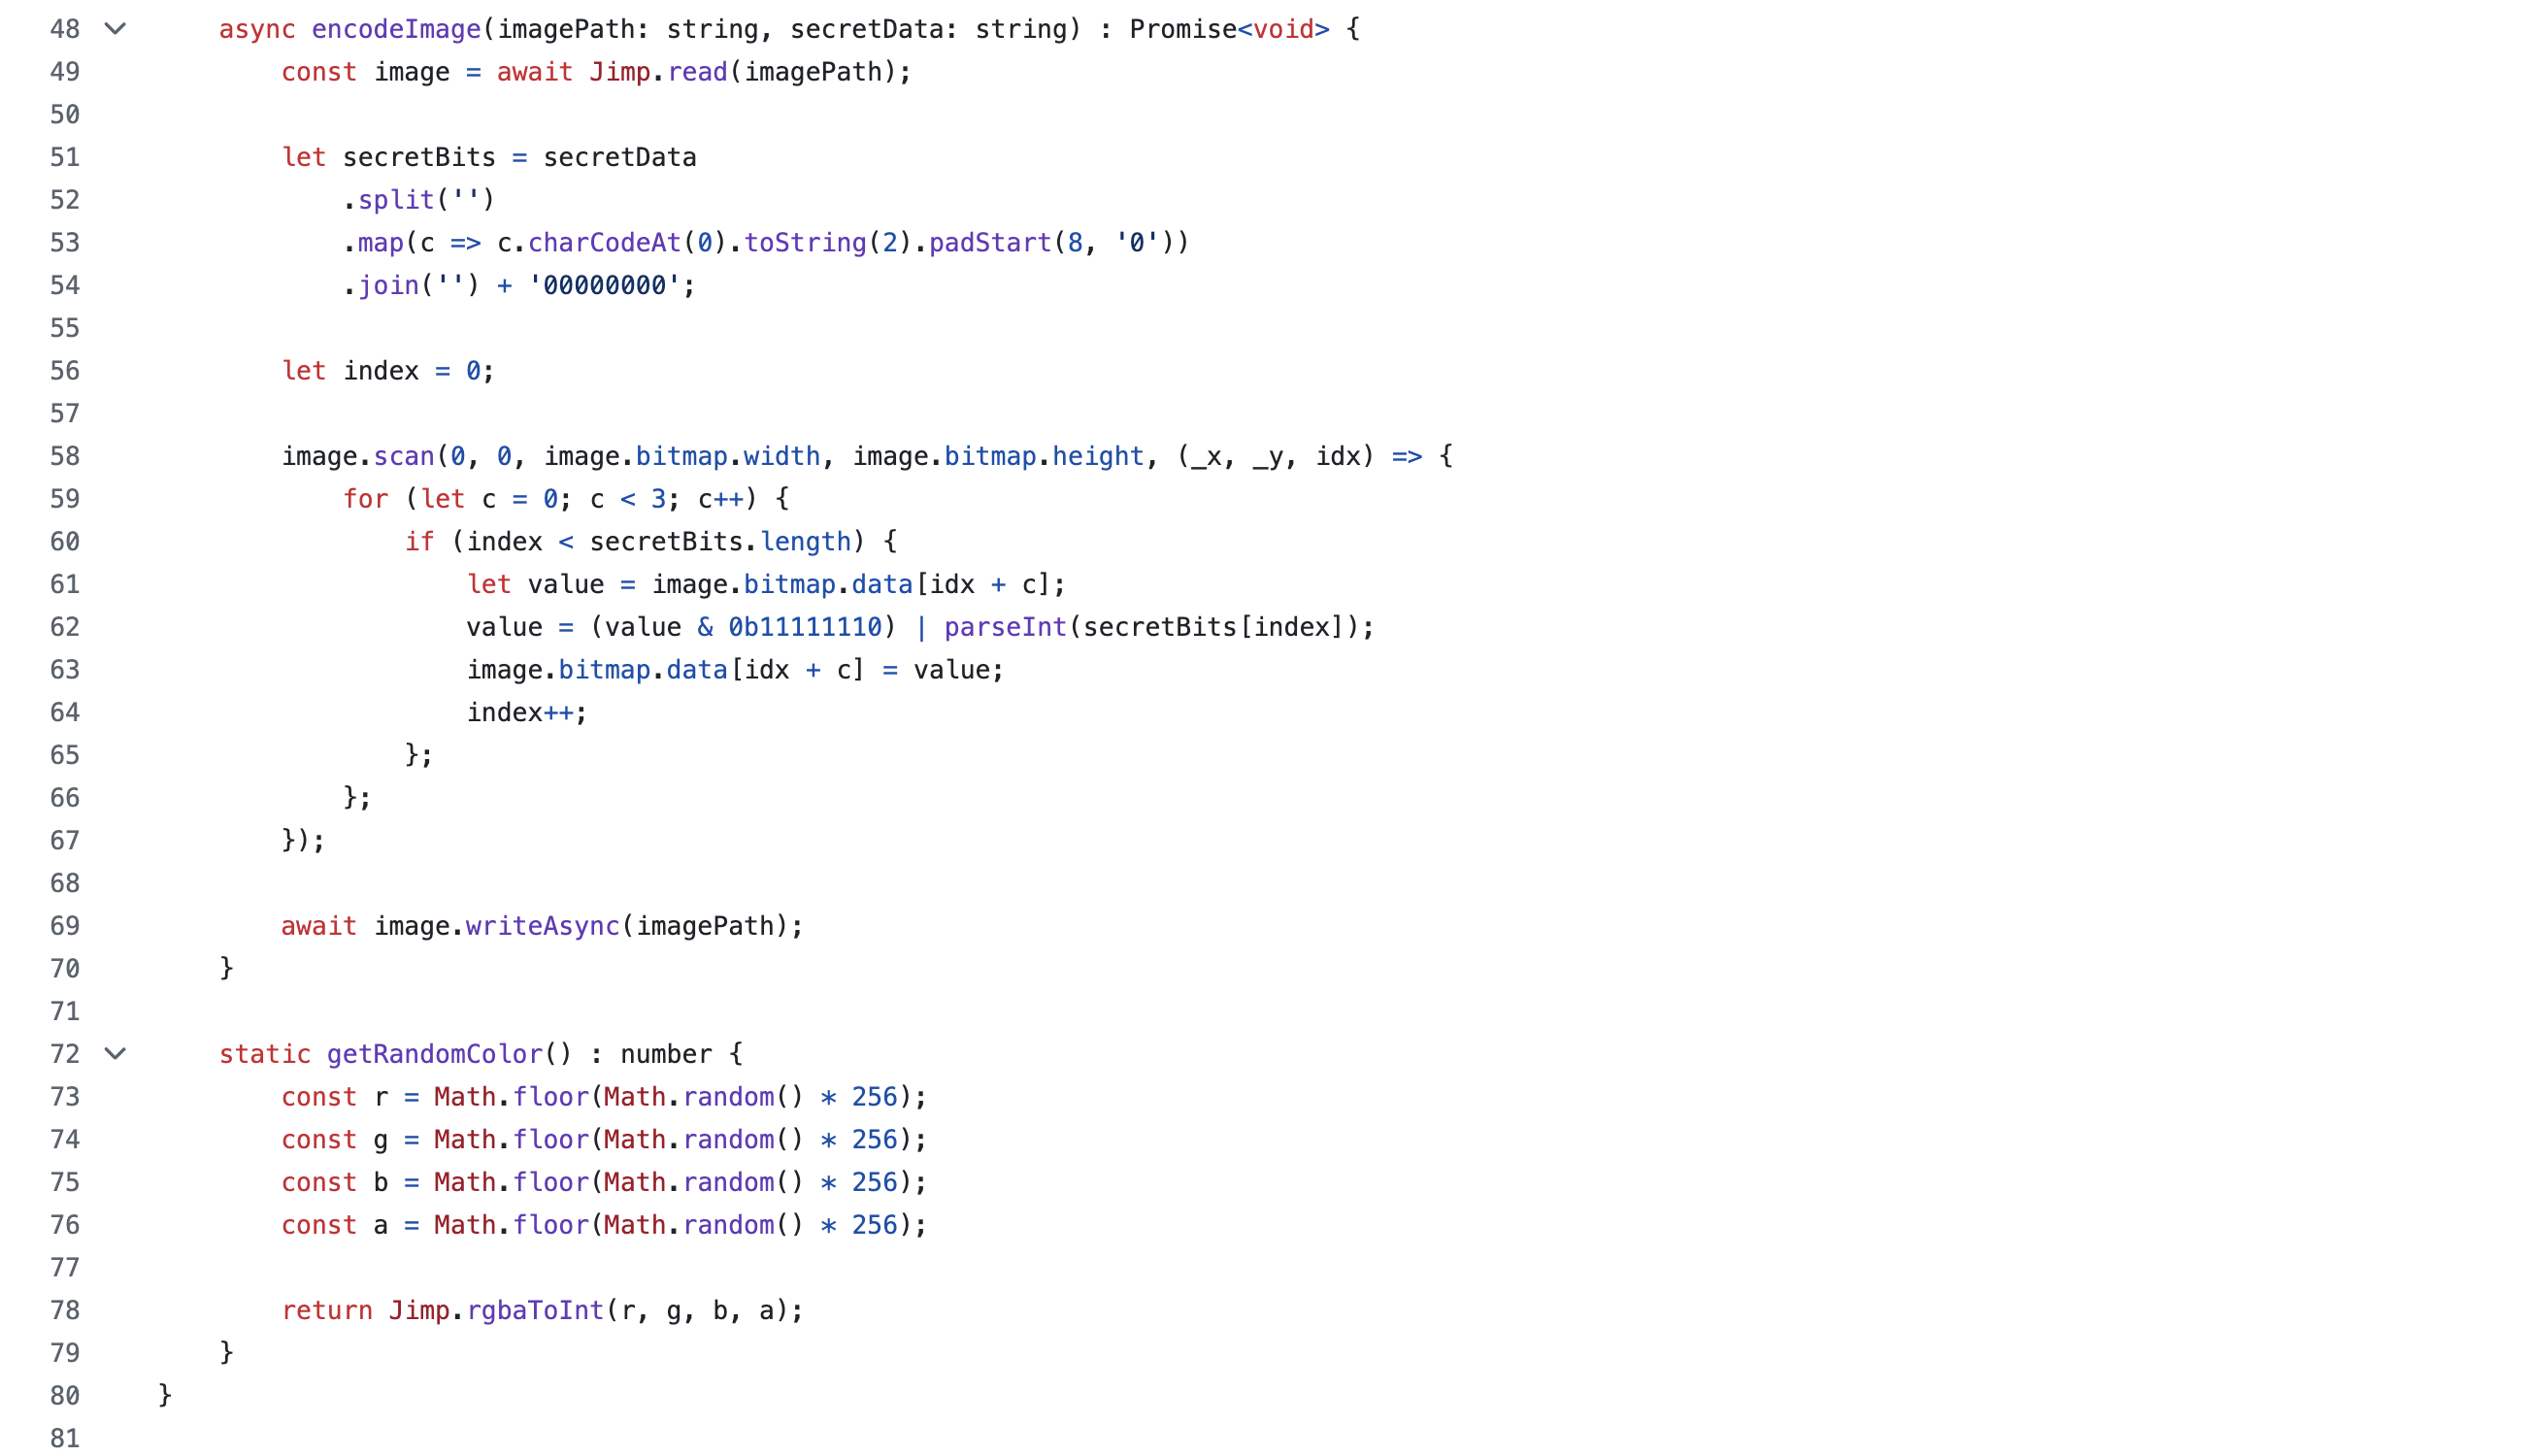 48 async encodeImage(imagePath: string, secretData: string) : Promise<void> {
49 const image = await Jimp.read(imagePath);
50
51 let secretBits = secretData
52 .split('')
53 .map(c => c.charCodeAt(0).toString(2).padStart(8, '0'))
54 .join('') + '00000000';
55
56 let index = 0;
57
58 image.scan(0, 0, image.bitmap.width, image.bitmap.height, (_x, _y, idx) => {
59 for (let c = 0; c < 3; c++) {
60 if (index < secretBits.length) {
61 let value = image.bitmap.data[idx + c];
62 value = (value & 0b11111110) | parseInt(secretBits[index]);
63 image.bitmap.data[idx + c] = value;
64 index++;
65 };
66 };
67 });
68
69 await image.writeAsync(imagePath);
70 }
71
72 static getRandomColor() : number {
73 const r = Math.floor(Math.random() * 256);
74 const g = Math.floor(Math.random() * 256);
75 const b = Math.floor(Math.random() * 256);
76 const a = Math.floor(Math.random() * 256);
77
78 return Jimp.rgbaToInt(r, g, b, a);
79 }
80 }
81